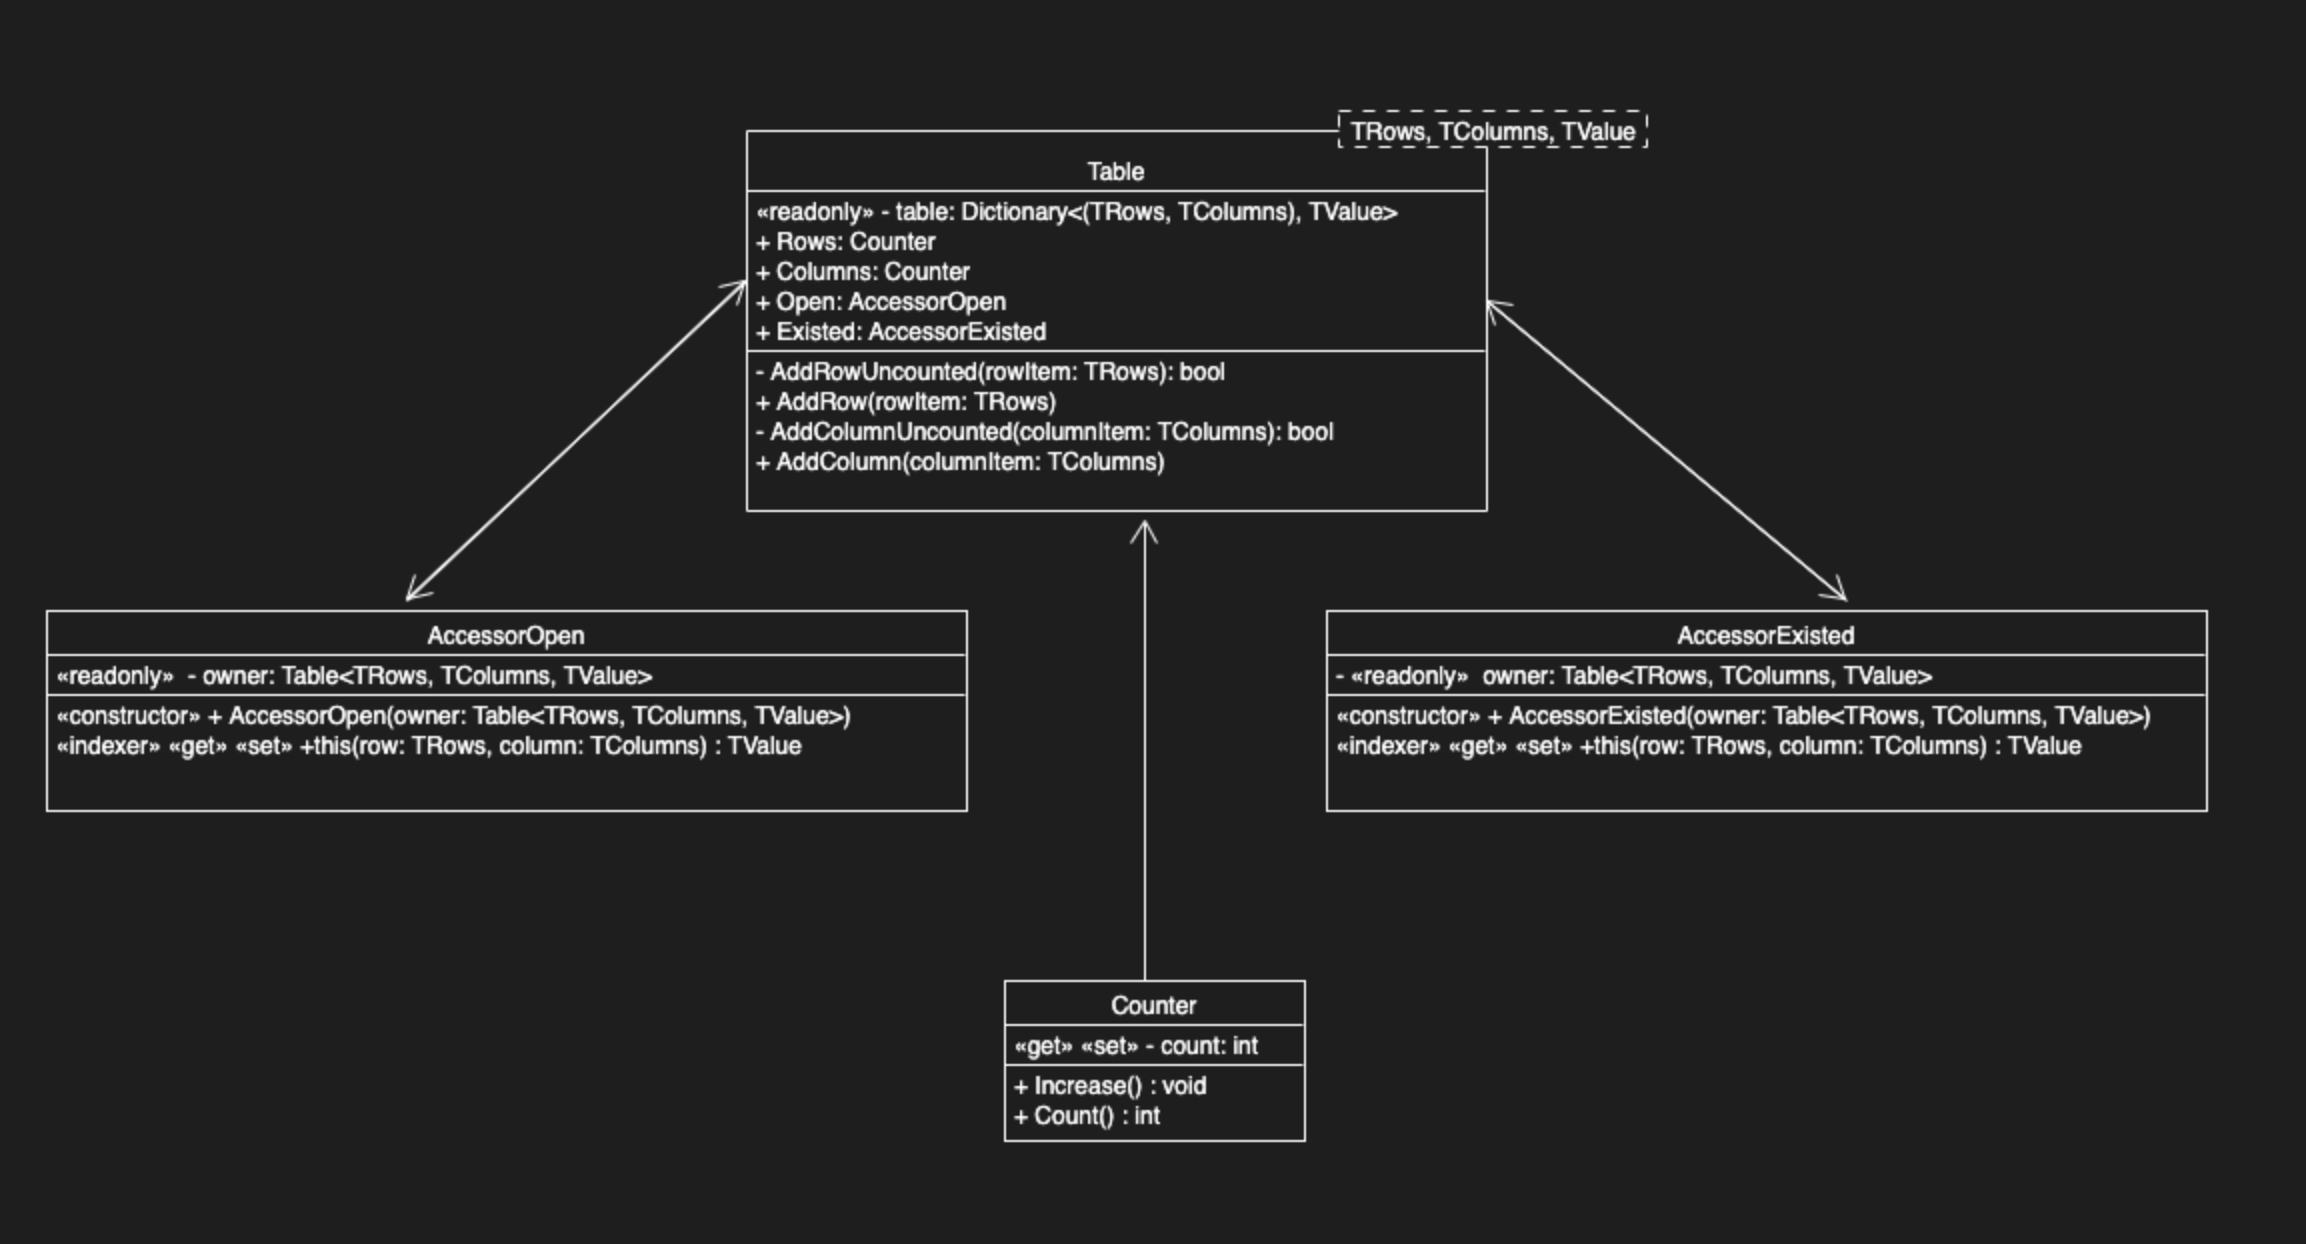 TRows, TColumns, TValue
Table
«readonly» - table: Dictionary<(TRows, TColumns), TValue>
+ Rows: Counter
+ Columns: Counter
+ Open: AccessorOpen
+ Existed: AccessorExisted
- AddRowUncounted(rowItem: TRows): bool
+ AddRow(rowItem: TRows)
- AddColumnUncounted(columnItem: TColumns): bool
+ AddColumn(columnItem: TColumns)
AccessorOpen
«readonly» - owner: Table<TRows, TColumns, TValue>
«constructor» + AccessorOpen(owner: Table<TRows, TColumns, TValue>)
«indexer» «get» «set» +this(row: TRows, column: TColumns) : TValue
AccessorExisted
- «readonly» owner: Table<TRows, TColumns, TValue>
«constructor» + AccessorExisted(owner: Table<TRows, TColumns, TValue>)
«indexer» «get» «set» +this(row: TRows, column: TColumns) : TValue
Counter
«get» «set» - count: int
+ Increase() : void
+ Count() : int